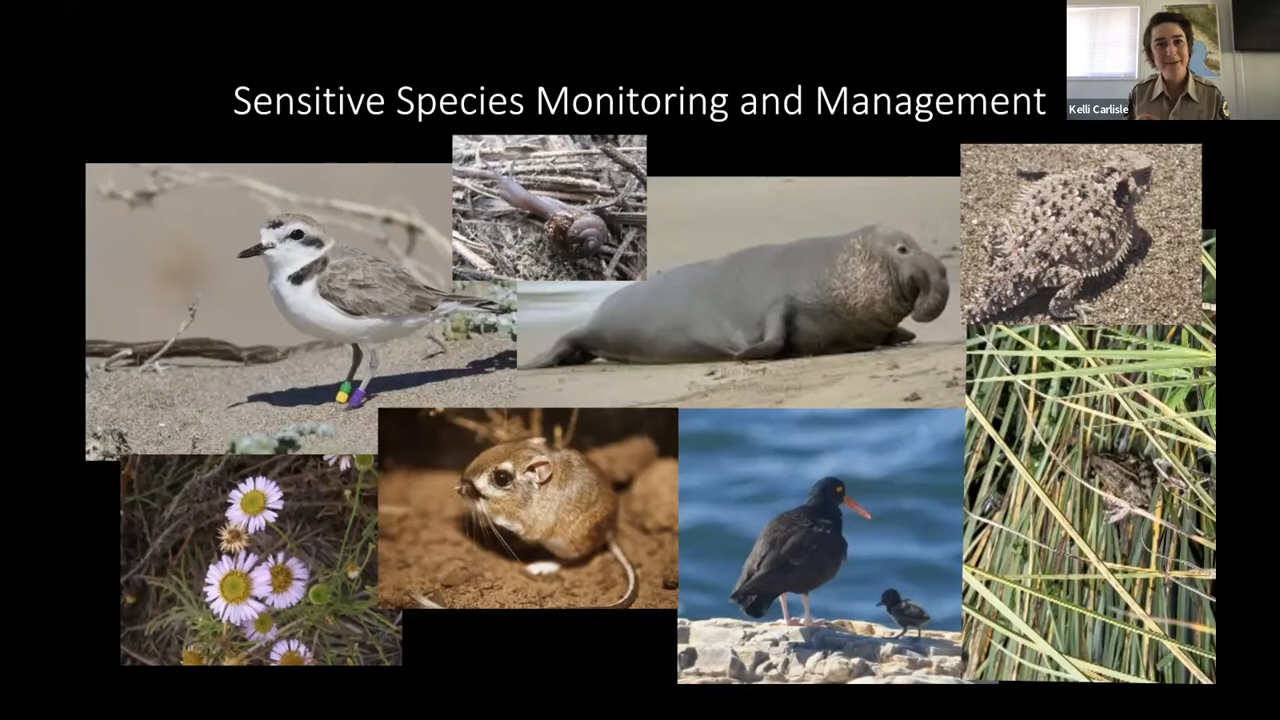 Sensitive Species Monitoring and Management
Kelli Carlisle